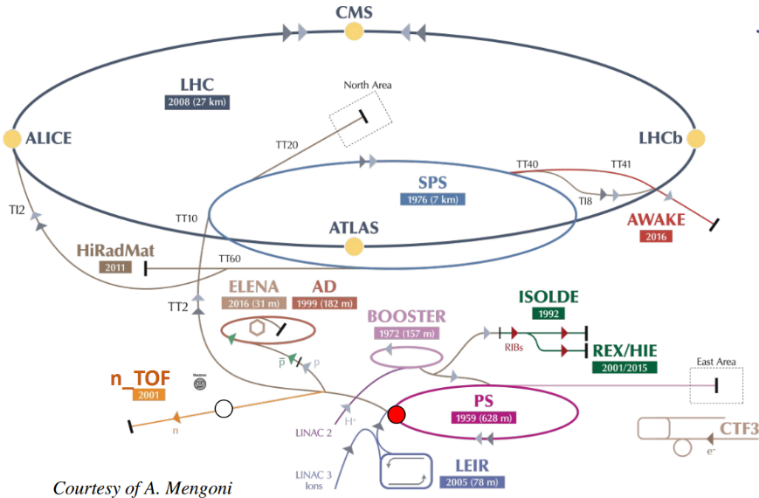 CMS
LHC
2008 (27 km)
North Area
ALICE
TT20
LHCb
TT40
TT41
SPS
1976 (7 km)
TI2
TT10
TI8
ATLAS
AWAKE
2016
HiRadMat
2011
TT60
ELENA
2016 (31 m)
AD
1999 (182 m)
TT2
BOOSTER
1972 (157 m)
ISOLDE
1992
RIBs
REX/HIE
2001/2015
p̅
p
East Area
n_TOF
2001
n
PS
1959 (628 m)
H⁻
LINAC 2
CTF3
e⁻
LINAC 3
Ions
LEIR
2005 (78 m)
Courtesy of A. Mengoni